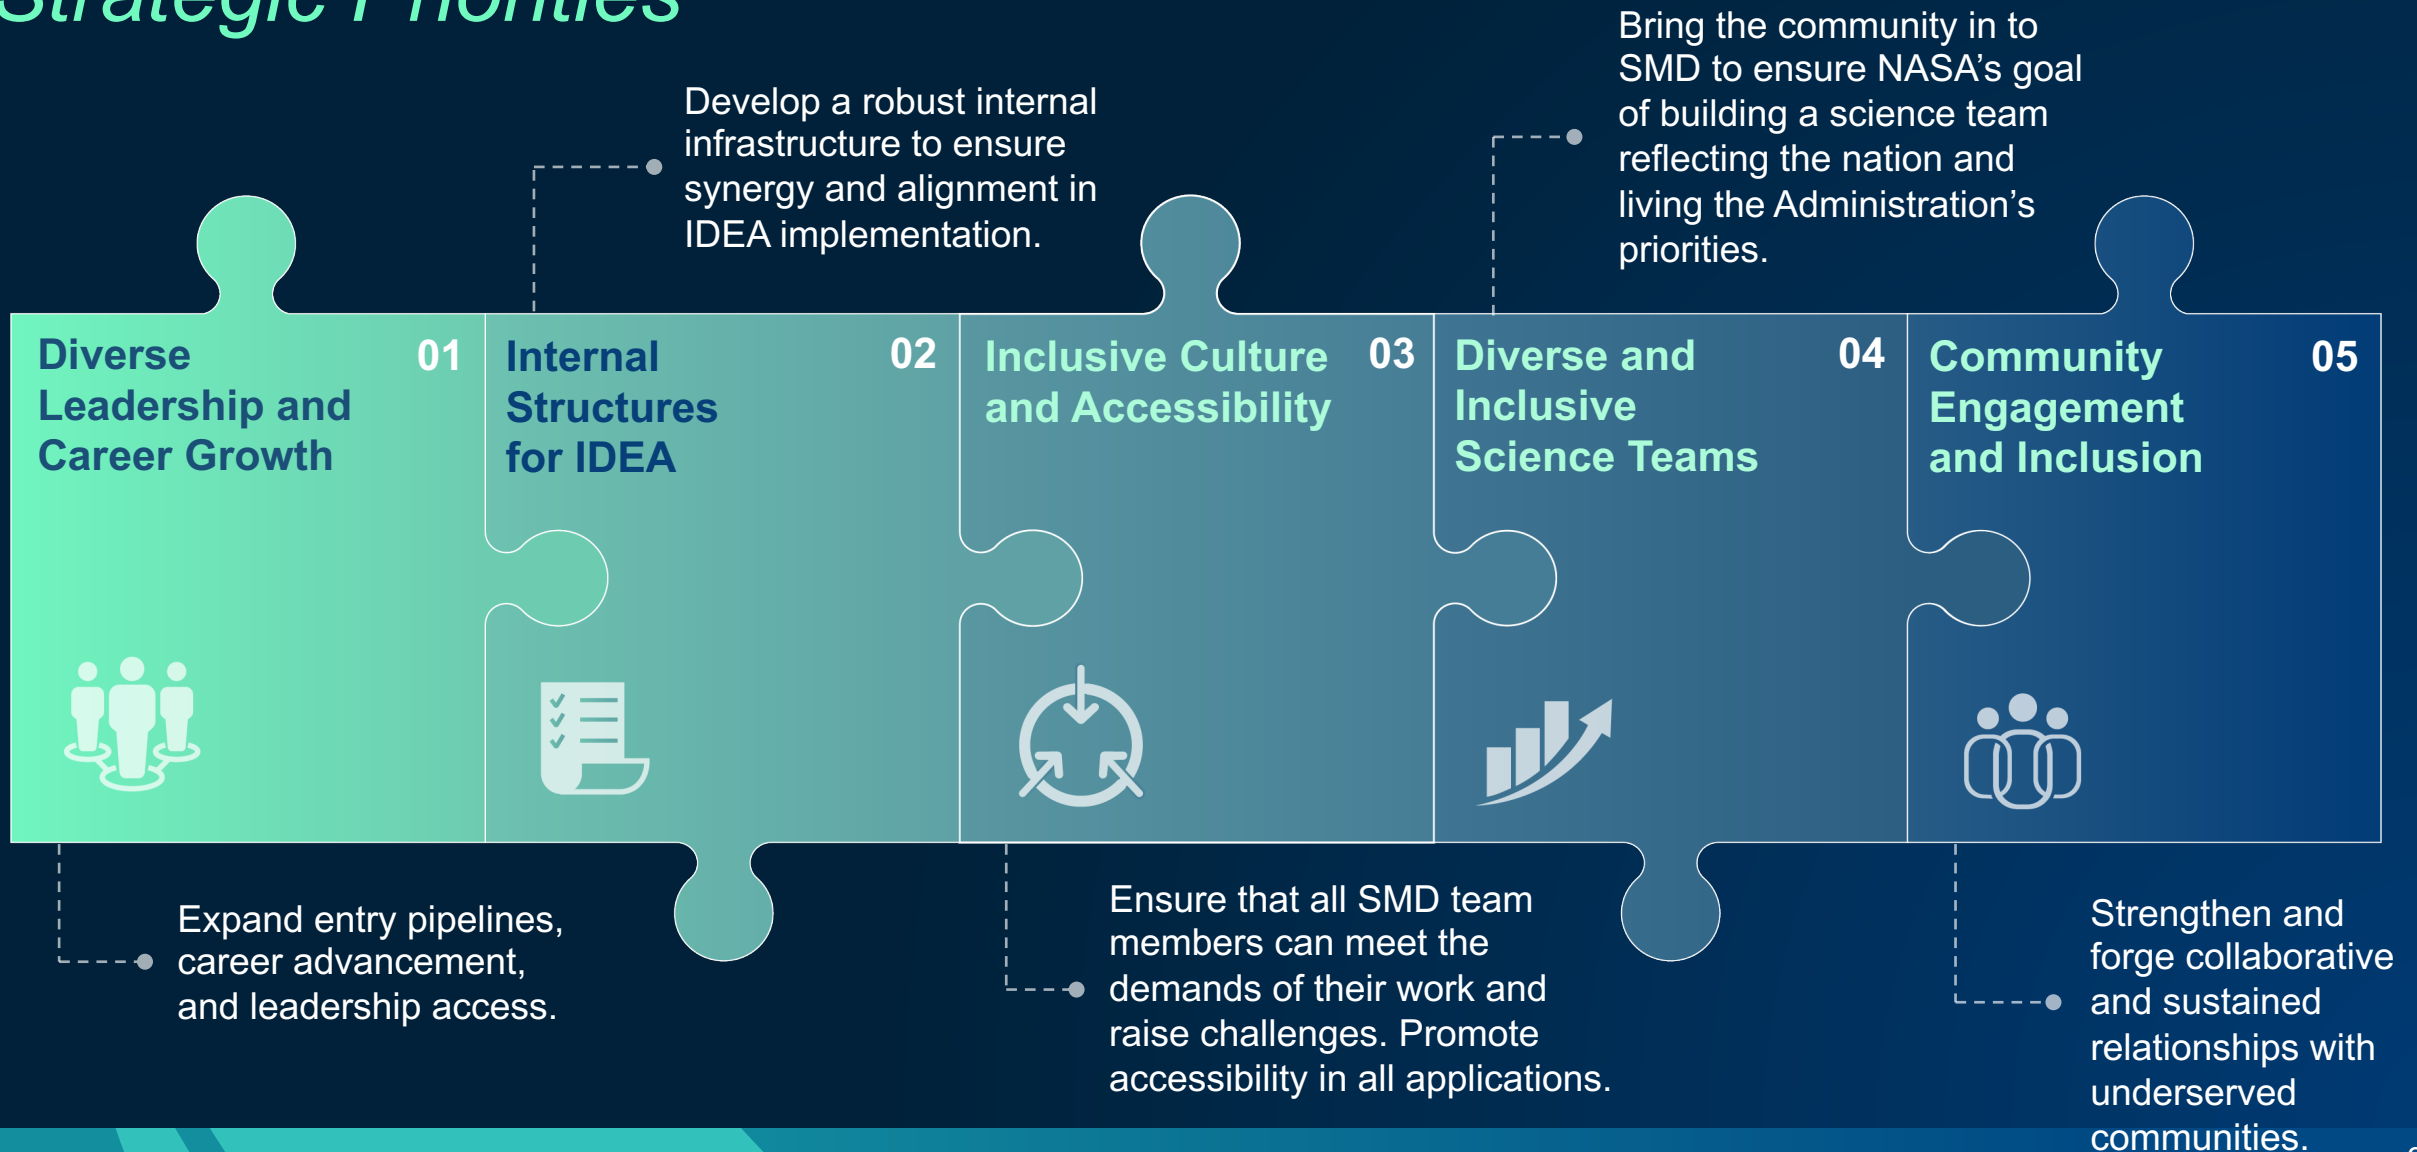 Strategic Priorities
Develop a robust internal
infrastructure to ensure
synergy and alignment in
IDEA implementation.
Bring the community in to
SMD to ensure NASA's goal
of building a science team
reflecting the nation and
living the Administration's
priorities.
Diverse
Leadership and
Career Growth
01
Internal
Structures
for IDEA
02
Inclusive Culture
and Accessibility
03
Diverse and
Inclusive
Science Teams
04
Community
Engagement
and Inclusion
05
Expand entry pipelines,
career advancement,
and leadership access.
Ensure that all SMD team
members can meet the
demands of their work and
raise challenges. Promote
accessibility in all applications.
Strengthen and
forge collaborative
and sustained
relationships with
underserved
communities.